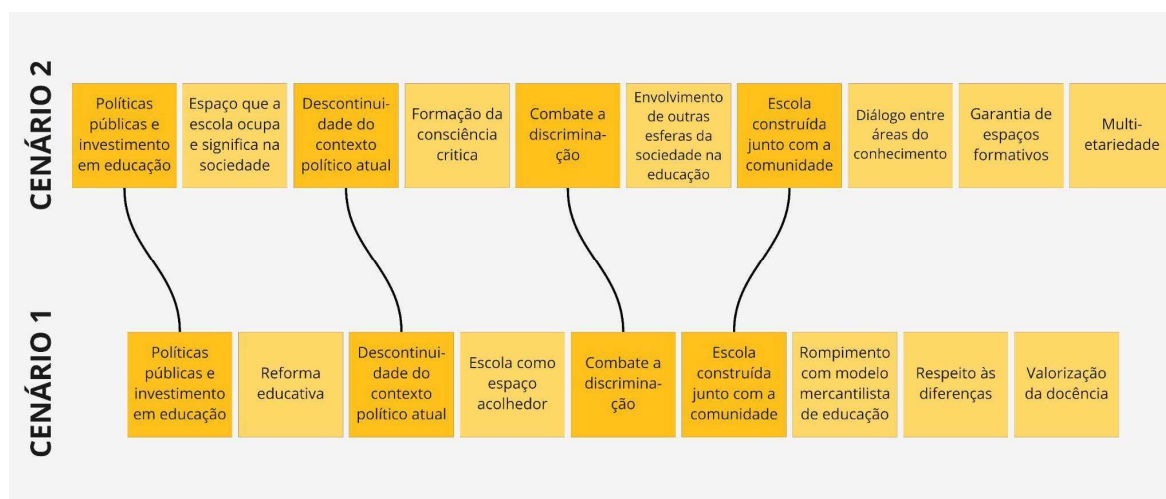 CENÁRIO 2
Políticas
públicas e
investimento
em educação
Espaço que a
escola ocupa
e significa na
sociedade
Descontinui-
dade do
contexto
político atual
Formação da
consciência
critica
Combate a
discrimina-
ção
Envolvimento
de outras
esferas da
sociedade na
educação
Escola
construída
junto com a
comunidade
Diálogo entre
áreas do
conhecimento
Garantia de
espaços
formativos
Multi-
etariedade
CENÁRIO 1
Políticas
públicas e
investimento
em educação
Reforma
educativa
Descontinui-
dade do
contexto
político atual
Escola como
espaço
acolhedor
Combate a
discrimina-
ção
Escola
construída
junto com a
comunidade
Rompimento
com modelo
mercantilista
de educação
Respeito às
diferenças
Valorização
da docência